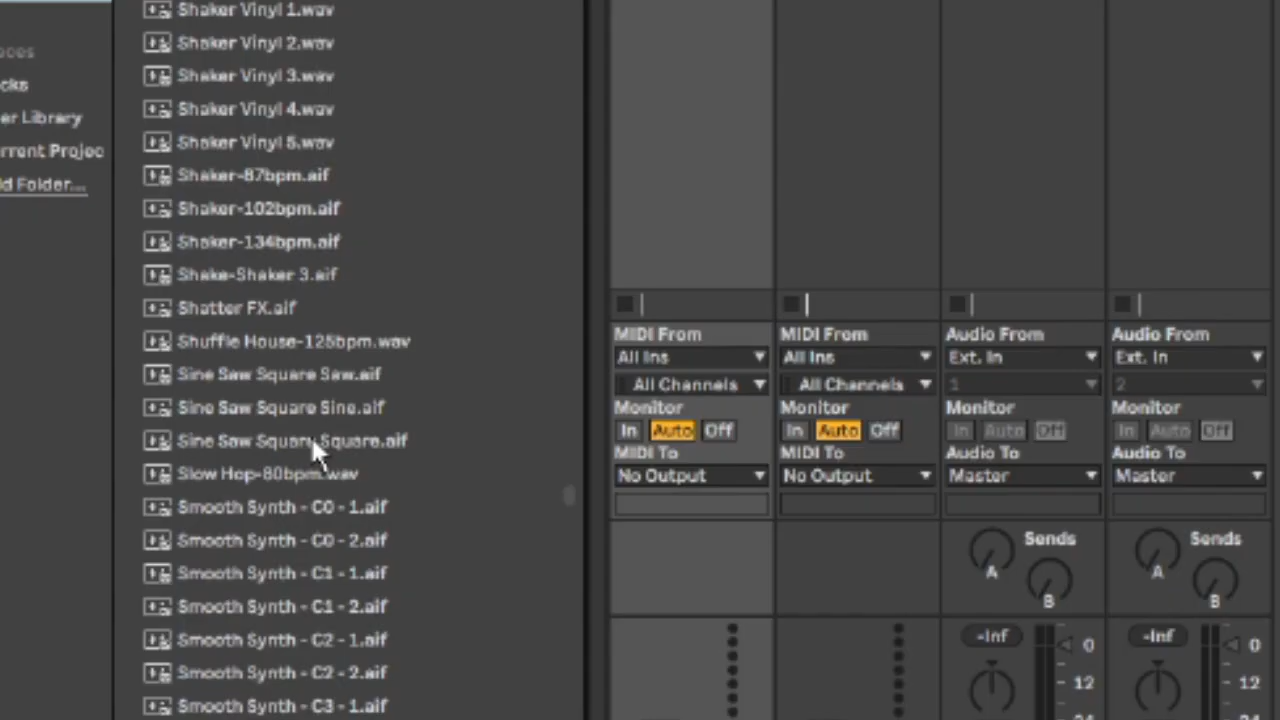 Shaker Vinyl 1.wav
Shaker Vinyl 2.wav
Shaker Vinyl 3.wav
Shaker Vinyl 4.wav
Shaker Vinyl 5.wav
Shaker-87bpm.aif
Shaker-102bpm.aif
Shaker-134bpm.aif
Shake-Shaker 3.aif
Shatter FX.aif
Shuffle House-125bpm.wav
Sine Saw Square Saw.aif
Sine Saw Square Sine.aif
Sine Saw Square Square.aif
Slow Hop-80bpm.wav
Smooth Synth - C0 - 1.aif
Smooth Synth - C0 - 2.aif
Smooth Synth - C1 - 1.aif
Smooth Synth - C1 - 2.aif
Smooth Synth - C2 - 1.aif
Smooth Synth - C2 - 2.aif
Smooth Synth - C3 - 1.aif
aces
cks
er Library
rrent Projec
ld Folder...
MIDI From MIDI From Audio From Audio From
All Ins All Ins Ext. In Ext. In
All Channels All Channels 1 2
Monitor Monitor Monitor Monitor
In Auto Off In Auto Off In Auto Off In Auto Off
MIDI To MIDI To Audio To Audio To
No Output No Output Master Master
Sends Sends
A A
B B
-Inf 0 -Inf 0
12 12
24 24